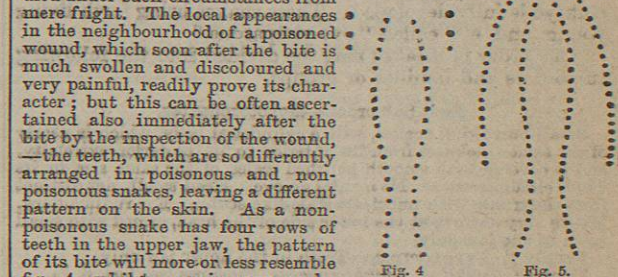 mere fright. The local appearances
in the neighbourhood of a poisoned
wound, which soon after the bite is
much swollen and discoloured and
very painful, readily prove its char-
acter; but this can be often ascer-
tained also immediately after the
bite by the inspection of the wound,
—the teeth, which are so differently
arranged in poisonous and non-
poisonous snakes, leaving a different
pattern on the skin. As a non-
poisonous snake has four rows of
teeth in the upper jaw, the pattern
of its bite will more or less resemble
Fig. 4
Fig. 5.